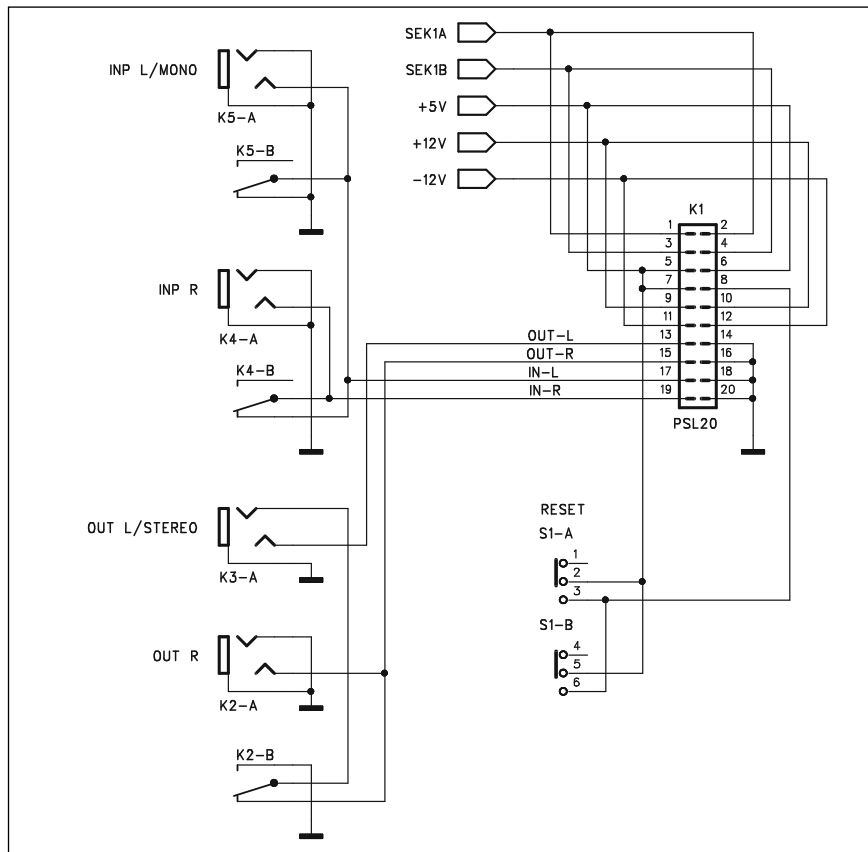 SEK1A
SEK1B
+5V
+12V
-12V
INP L/MONO
K5-A
K5-B
INP R
K4-A
K4-B
OUT L/STEREO
K3-A
OUT R
K2-A
K2-B
K1
1 2
3 4
5 6
7 8
9 10
11 12
13 14
15 16
17 18
19 20
PSL20
OUT-L
OUT-R
IN-L
IN-R
RESET
S1-A
1
2
3
S1-B
4
5
6